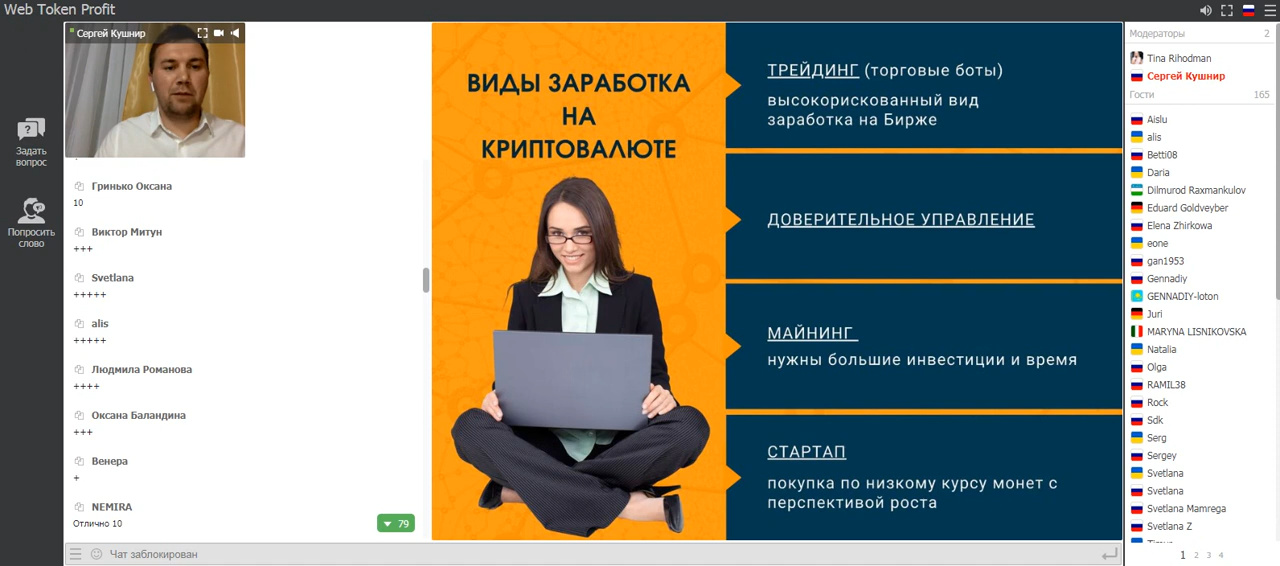 Web Token Profit
Сергей Кушнир
Задать
вопрос
Попросить
слово
Гринько Оксана
10
Виктор Митун
+++
Svetlana
+++++
alis
+++++
Людмила Романова
++++
Оксана Баландина
+++
Венера
+
NEMIRA
Отлично 10
79
Чат заблокирован
ВИДЫ ЗАРАБОТКА
НА
КРИПТОВАЛЮТЕ
ТРЕЙДИНГ (торговые боты)
высокорискованный вид
заработка на Бирже
ДОВЕРИТЕЛЬНОЕ УПРАВЛЕНИЕ
МАЙНИНГ
нужны большие инвестиции и время
СТАРТАП
покупка по низкому курсу монет с
перспективой роста
Модераторы 2
Tina Rihodman
Сергей Кушнир
Гости 165
Aislu
alis
Betti08
Daria
Dilmurod Raxmankulov
Eduard Goldveyber
Elena Zhirkowa
eone
gan1953
Gennadiy
GENNADIY-loton
Juri
MARYNA LISNIKOVSKA
Natalia
Olga
RAMIL38
Rock
Sdk
Serg
Sergey
Svetlana
Svetlana
Svetlana Mamrega
Svetlana Z
1 2 3 4